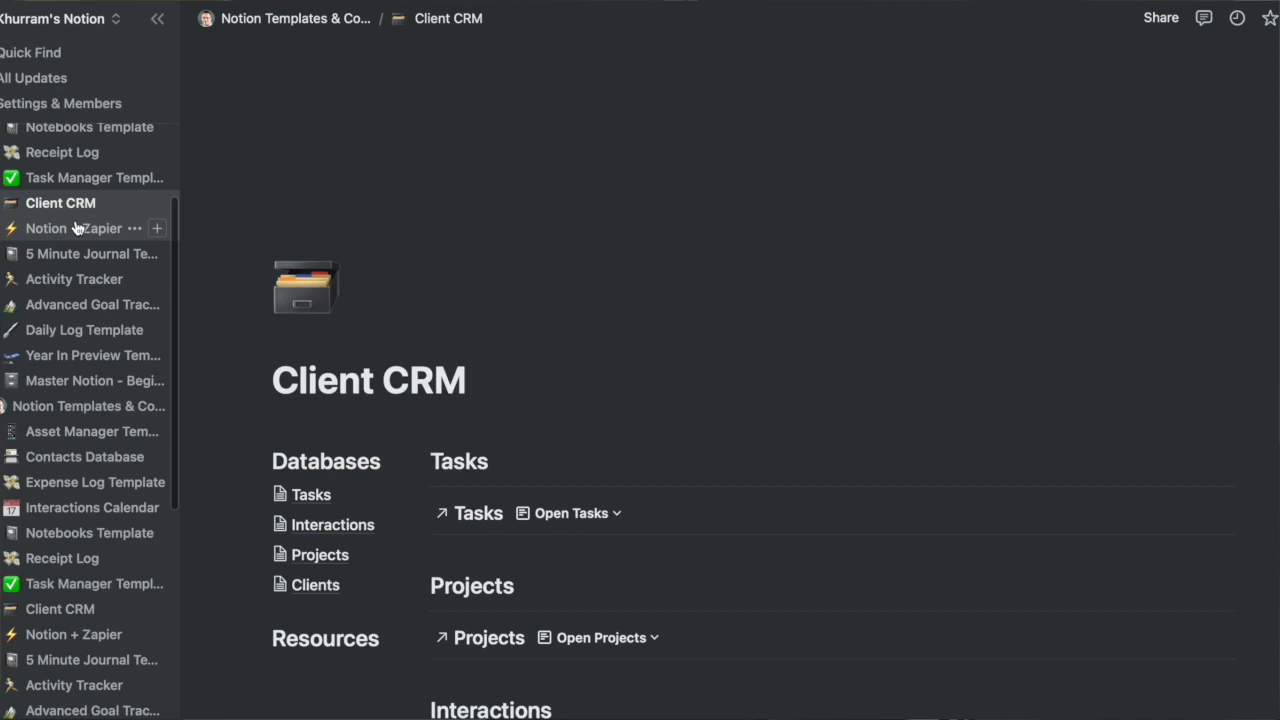 Khurram's Notion
Quick Find
All Updates
Settings & Members
Notebooks Template
Receipt Log
Task Manager Templ...
Client CRM
Notion + Zapier
5 Minute Journal Te...
Activity Tracker
Advanced Goal Trac...
Daily Log Template
Year In Preview Tem...
Master Notion - Begi...
Notion Templates & Co...
Asset Manager Tem...
Contacts Database
Expense Log Template
Interactions Calendar
Notebooks Template
Receipt Log
Task Manager Templ...
Client CRM
Notion + Zapier
5 Minute Journal Te...
Activity Tracker
Advanced Goal Trac...
Notion Templates & Co... / Client CRM
Share
Client CRM
Databases
Tasks
Interactions
Projects
Clients
Resources
Tasks
Tasks Open Tasks
Projects
Projects Open Projects
Interactions